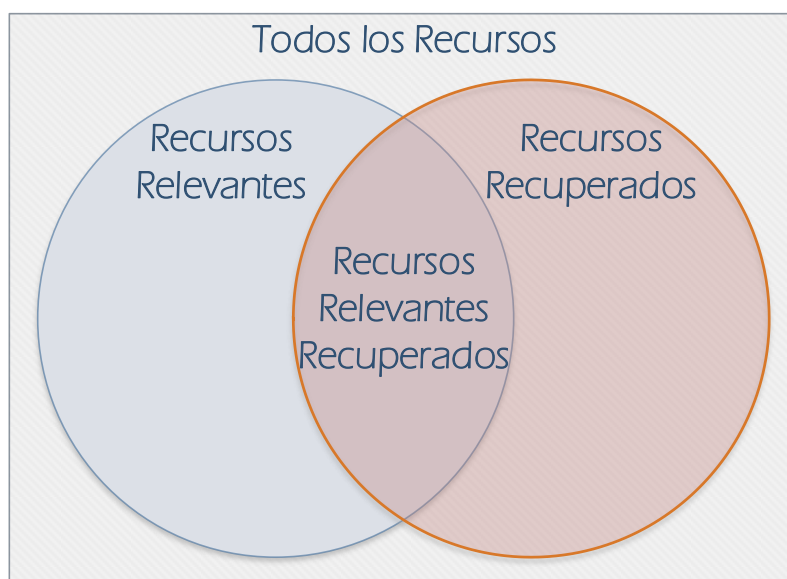 Todos los Recursos
Recursos
Relevantes
Recursos
Recuperados
Recursos
Relevantes
Recuperados